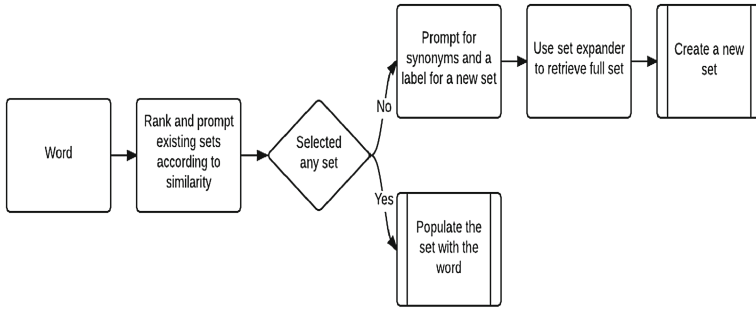 Word
Rank and prompt
existing sets
according to
similarity
Selected
any set
No
Prompt for
synonyms and a
label for a new set
Use set expander
to retrieve full set
Create a new
set
Yes
Populate the
set with the
word